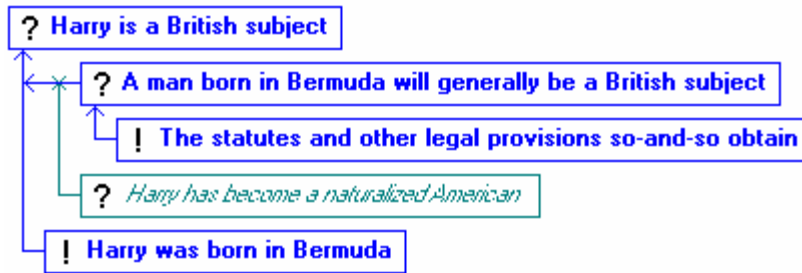 ? Harry is a British subject
? A man born in Bermuda will generally be a British subject
! The statutes and other legal provisions so-and-so obtain
? Harry has become a naturalized American
! Harry was born in Bermuda